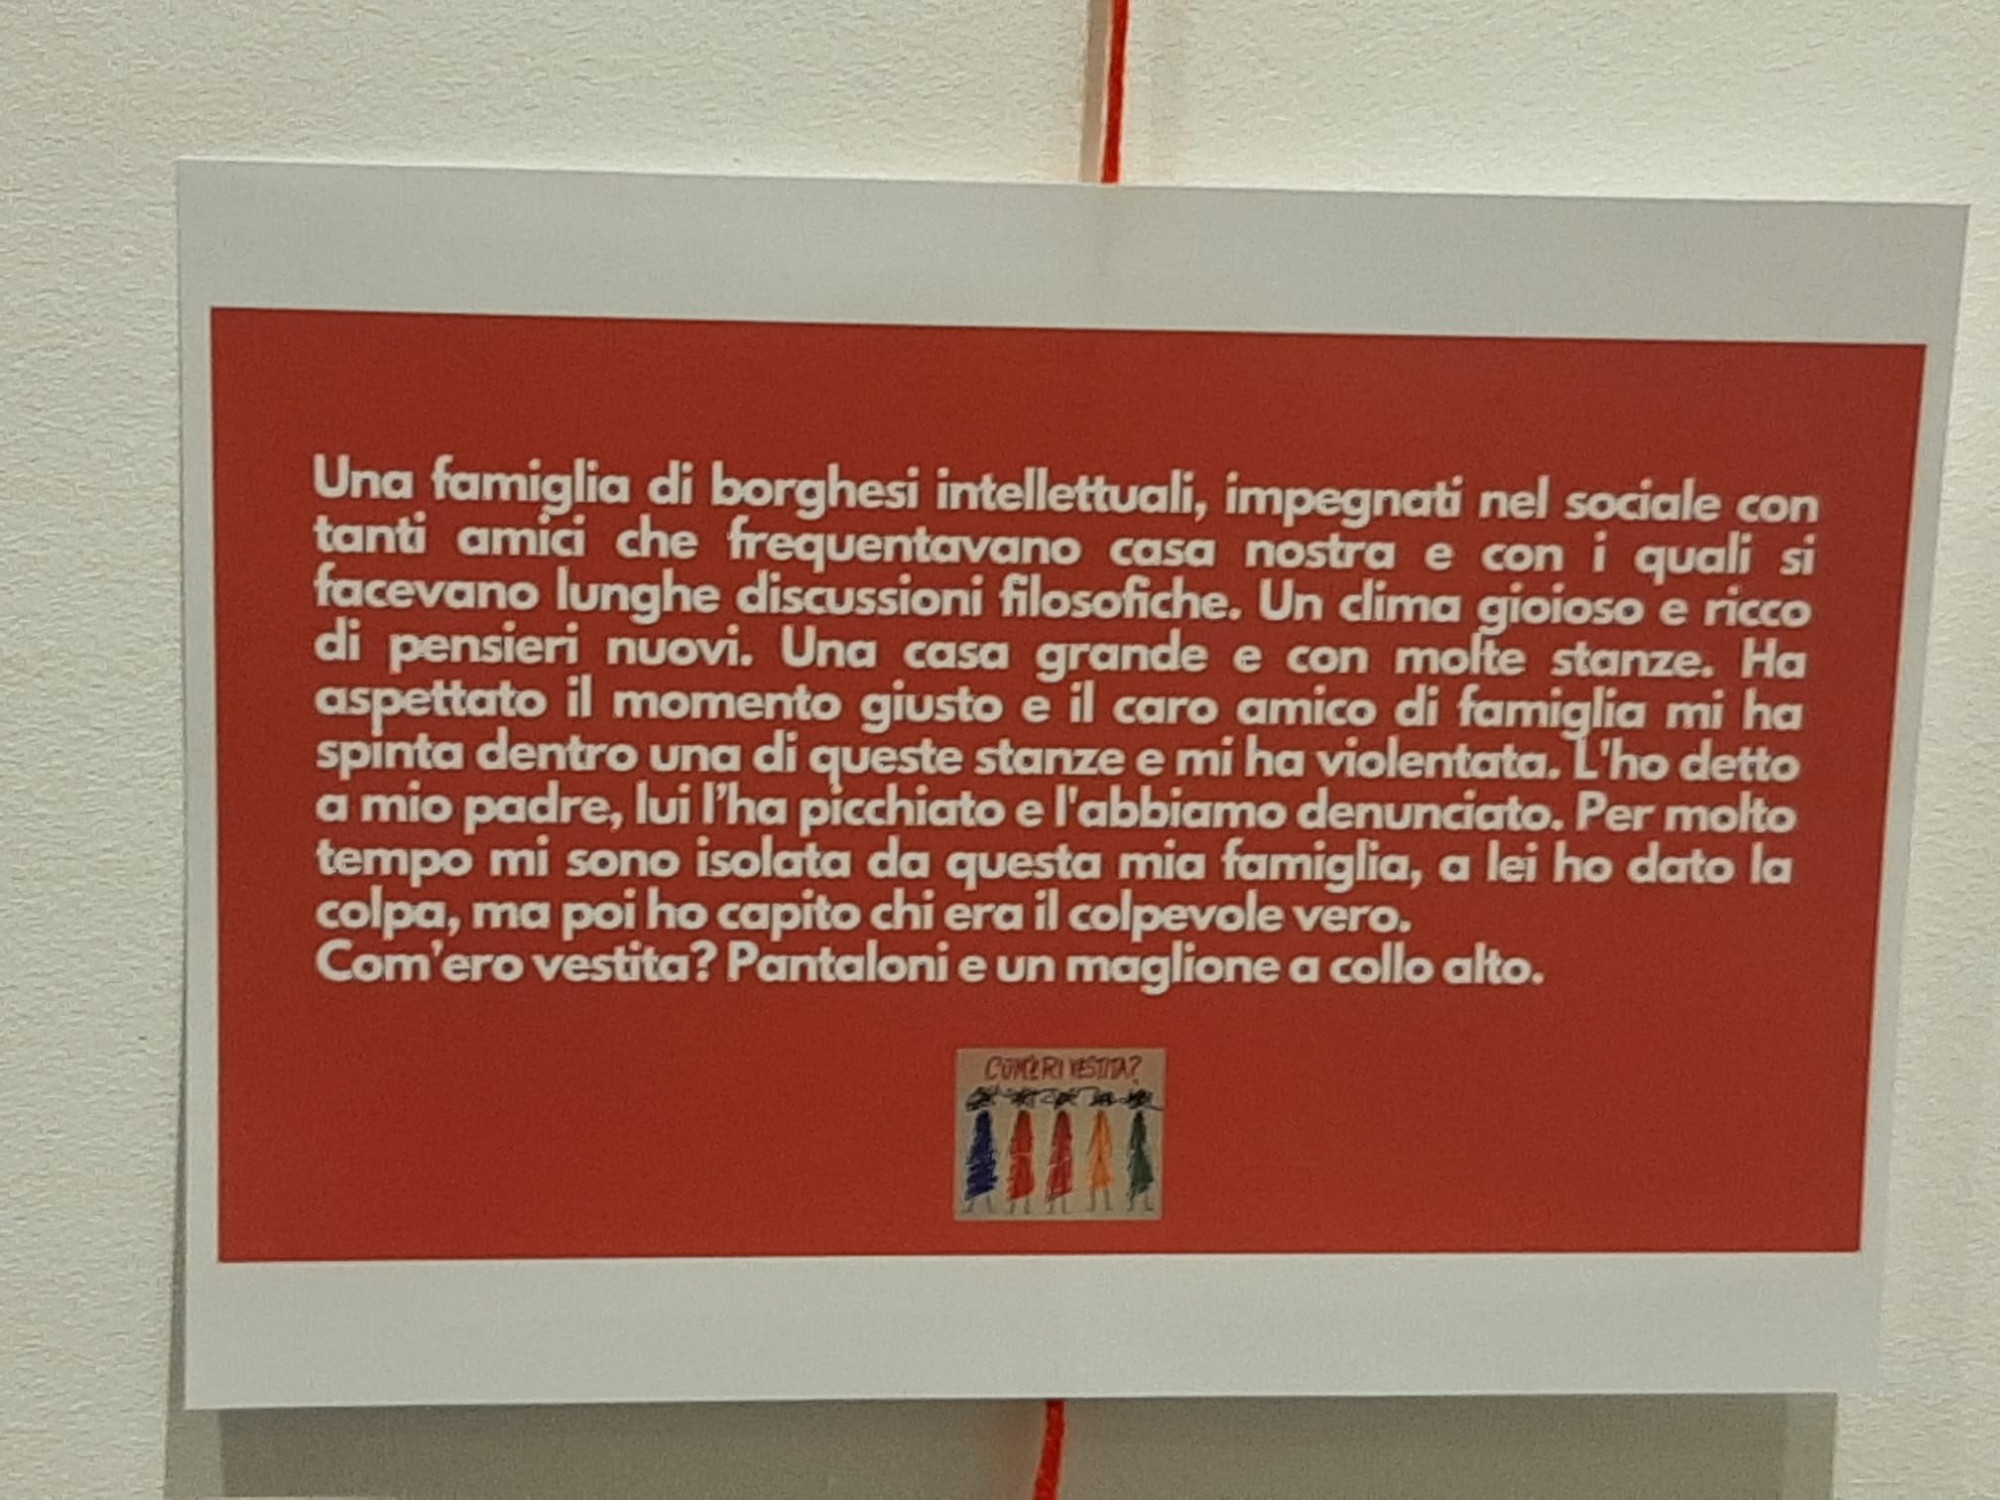 Una famiglia di borghesi intellettuali, impegnati nel sociale con
tanti amici che frequentavano casa nostra e con i quali si
facevano lunghe discussioni filosofiche. Un clima gioioso e ricco
di pensieri nuovi. Una casa grande e con molte stanze. Ha
aspettato il momento giusto e il caro amico di famiglia mi ha
spinta dentro una di queste stanze e mi ha violentata. L'ho detto
a mio padre, lui l’ha picchiato e l'abbiamo denunciato. Per molto
tempo mi sono isolata da questa mia famiglia, a lei ho dato la
colpa, ma poi ho capito chi era il colpevole vero.
Com’ero vestita? Pantaloni e un maglione a collo alto.
COM'ERI VESTITA?